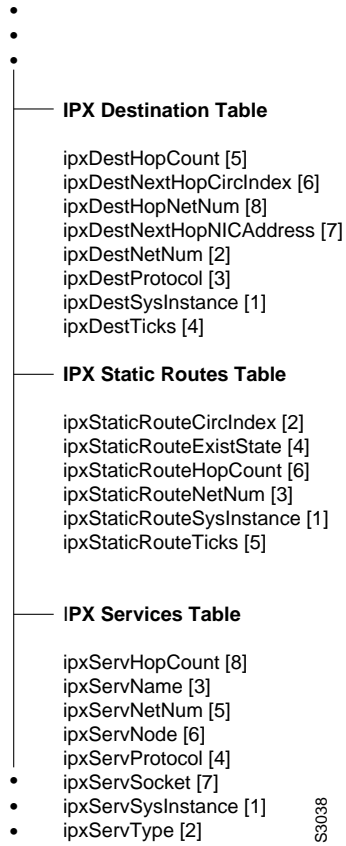 IPX Destination Table
ipxDestHopCount [5]
ipxDestNextHopCircIndex [6]
ipxDestHopNetNum [8]
ipxDestNextHopNICAddress [7]
ipxDestNetNum [2]
ipxDestProtocol [3]
ipxDestSysInstance [1]
ipxDestTicks [4]
IPX Static Routes Table
ipxStaticRouteCircIndex [2]
ipxStaticRouteExistState [4]
ipxStaticRouteHopCount [6]
ipxStaticRouteNetNum [3]
ipxStaticRouteSysInstance [1]
ipxStaticRouteTicks [5]
IPX Services Table
ipxServHopCount [8]
ipxServName [3]
ipxServNetNum [5]
ipxServNode [6]
ipxServProtocol [4]
ipxServSocket [7]
ipxServSysInstance [1]
ipxServType [2]
S3038